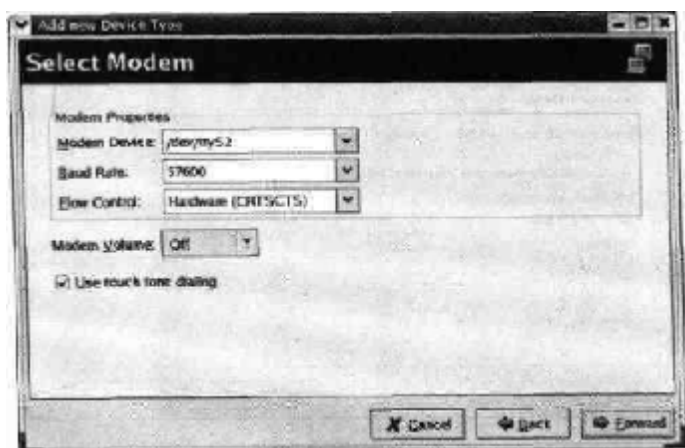 Add new Device Type
Select Modem
Modem Properties
Modem Device: /dev/ttyS2
Baud Rate: 57600
Flow Control: Hardware (CRTSCTS)
Modem Volume: Off
Use touch tone dialing
Cancel Back Forward